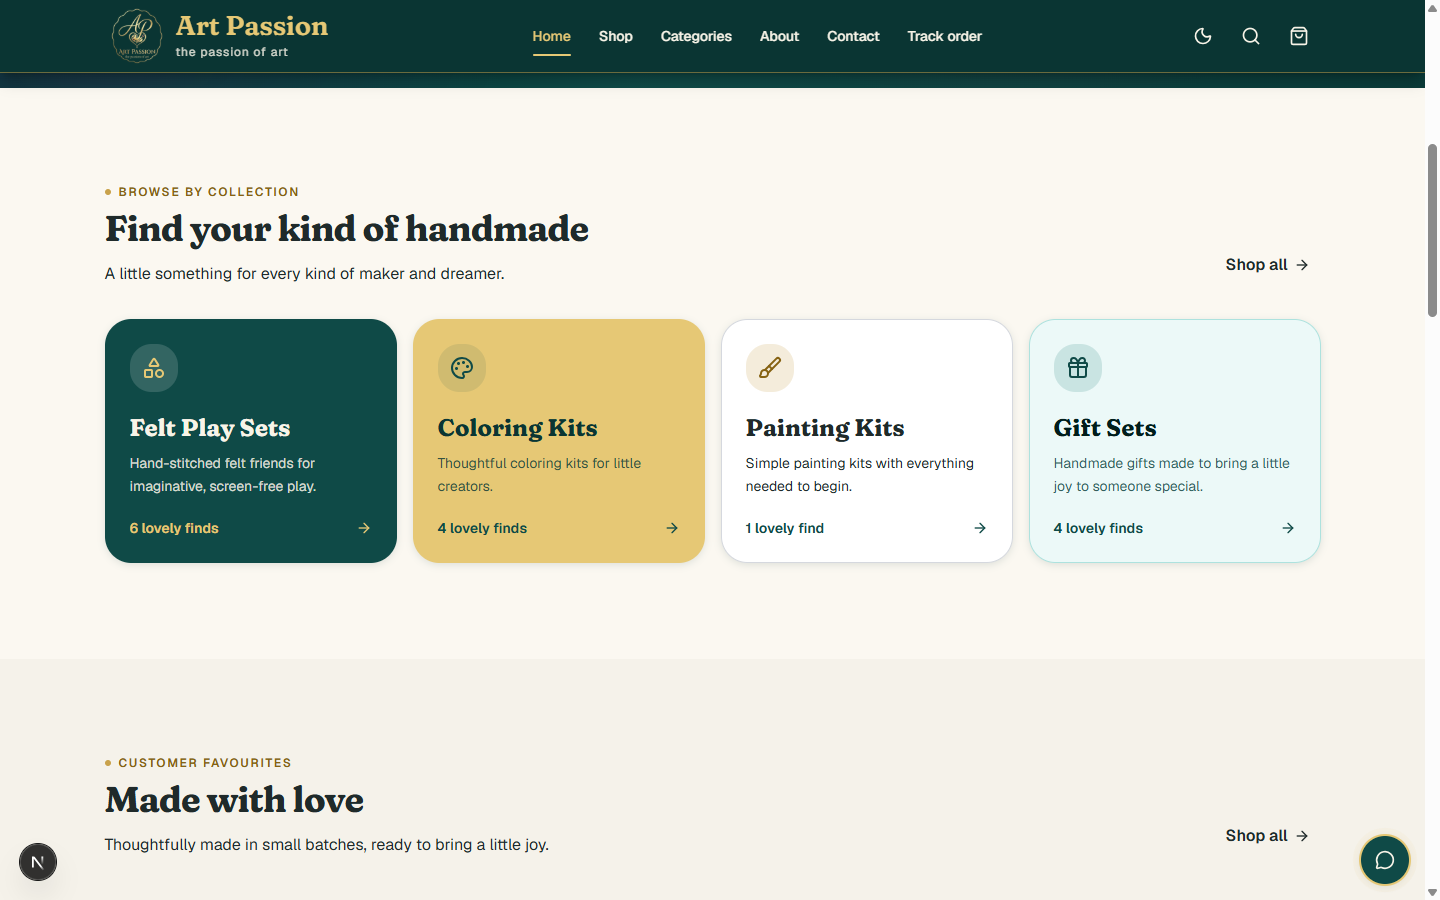 AP
ART PASSION
Art Passion
the passion of art
Home
Shop
Categories
About
Contact
Track order
BROWSE BY COLLECTION
Find your kind of handmade
A little something for every kind of maker and dreamer.
Shop all
Felt Play Sets
Hand-stitched felt friends for
imaginative, screen-free play.
6 lovely finds
Coloring Kits
Thoughtful coloring kits for little
creators.
4 lovely finds
Painting Kits
Simple painting kits with everything
needed to begin.
1 lovely find
Gift Sets
Handmade gifts made to bring a little
joy to someone special.
4 lovely finds
CUSTOMER FAVOURITES
Made with love
Thoughtfully made in small batches, ready to bring a little joy.
Shop all
N